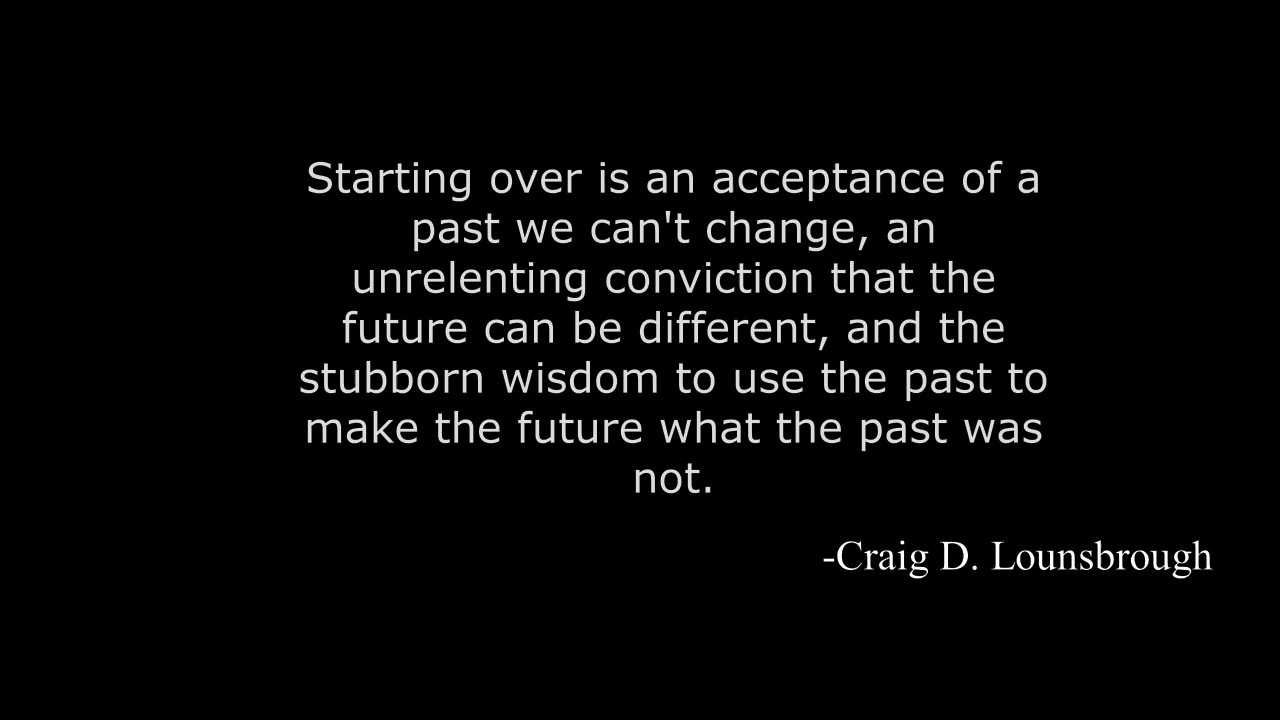 Starting over is an acceptance of a
past we can't change, an
unrelenting conviction that the
future can be different, and the
stubborn wisdom to use the past to
make the future what the past was
not.
-Craig D. Lounsbrough